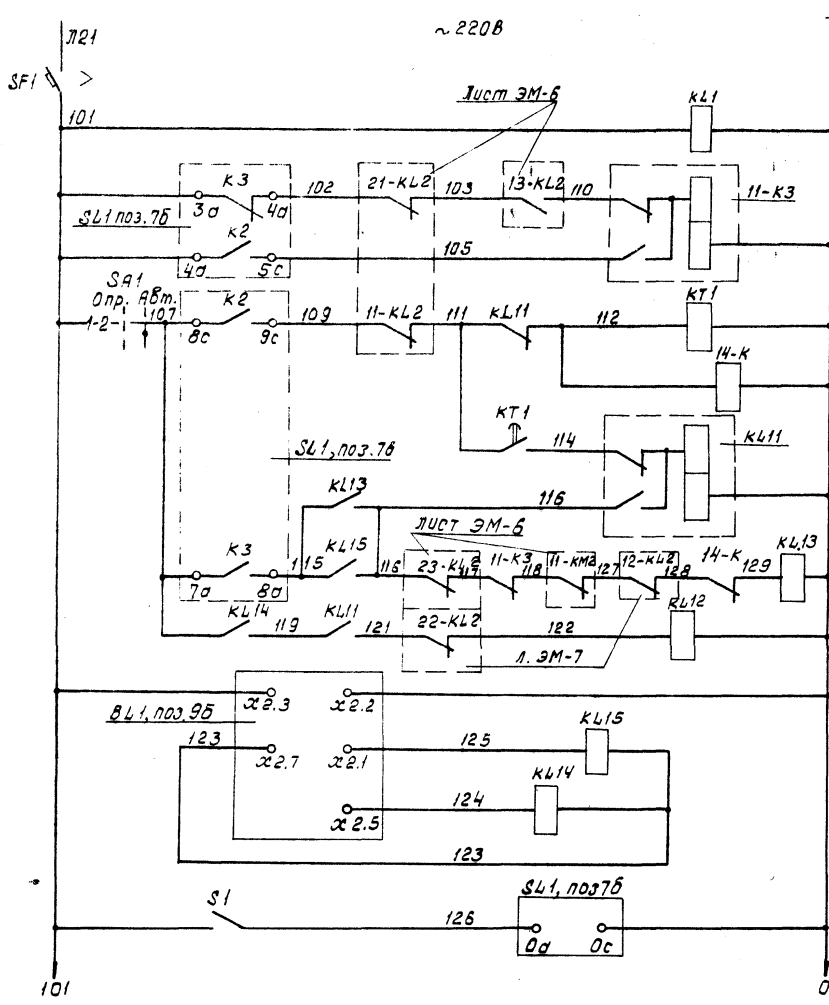 ~220В
Л21
SF1
Лист ЭМ-6
101
KL1
К3
21-KL2
13-KL2
102
103
110
3а
4а
11-К3
SL1 поз.7б
К2
4а
5с
105
SA1
Опр. Авт.
1-2
107
К2
109
11-KL2
111
KL11
112
КТ1
8с
9с
14-К
КТ1
114
KL11
SL1, поз.7б
KL13
116
Лист ЭМ-6
К3
115
KL15
116
23-KL2
117
11-К3
118
11-КМ2
127
12-KL2
128
14-К
129
KL13
7а
8а
KL14
119
KL11
121
22-KL2
122
KL12
Л. ЭМ-7
BL1, поз.9б
х2.3
х2.2
123
х2.7
х2.1
125
KL15
х2.5
124
KL14
123
S1
126
SL1, поз7б
0а
0с
101
0